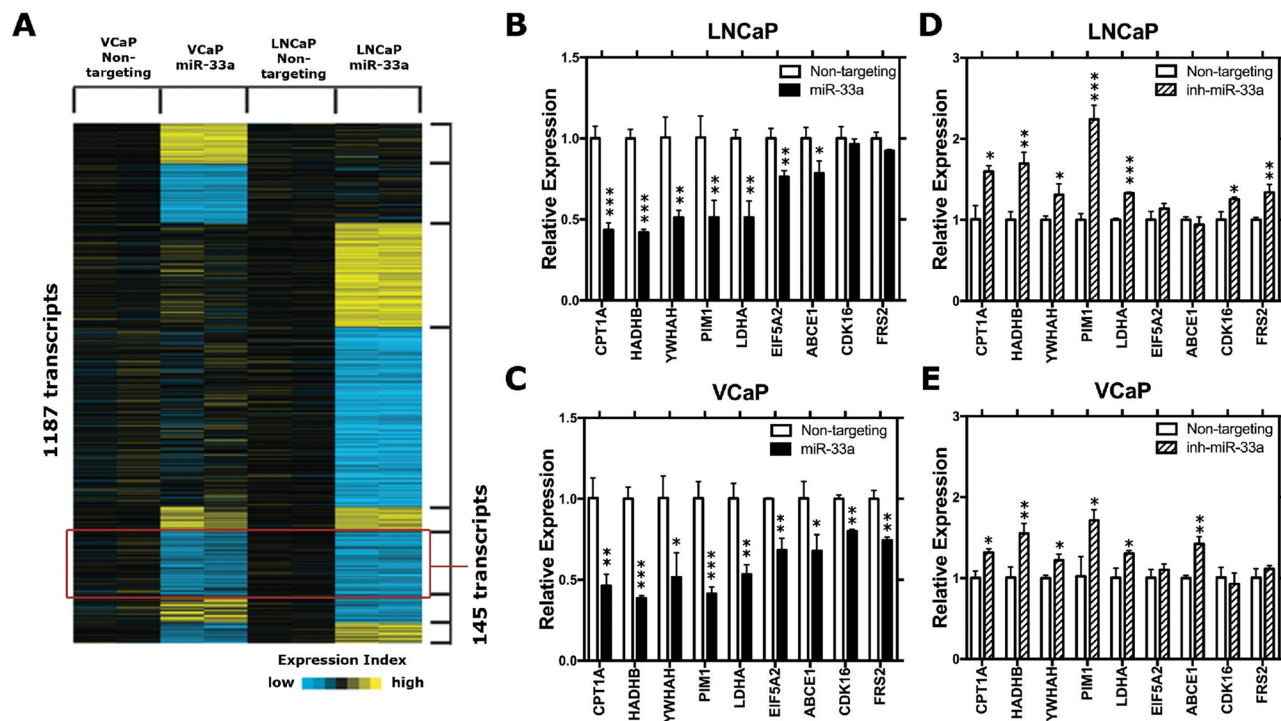 A
VCaP
Non-
targeting
VCaP
miR-33a
LNCaP
Non-
targeting
LNCaP
miR-33a
1187 transcripts
145 transcripts
Expression Index
low
high
B
LNCaP
Non-targeting
miR-33a
Relative Expression
1.5
1.0
0.5
0.0
***
***
**
**
**
**
*
CPT1A
HADHB
YWHAH
PIM1
LDHA
EIF5A2
ABCE1
CDK16
FRS2
C
VCaP
Non-targeting
miR-33a
Relative Expression
1.5
1.0
0.5
0.0
**
***
*
***
**
**
*
**
**
CPT1A
HADHB
YWHAH
PIM1
LDHA
EIF5A2
ABCE1
CDK16
FRS2
D
LNCaP
Non-targeting
inh-miR-33a
Relative Expression
3
2
1
0
*
**
*
***
***
*
**
CPT1A
HADHB
YWHAH
PIM1
LDHA
EIF5A2
ABCE1
CDK16
FRS2
E
VCaP
Non-targeting
inh-miR-33a
Relative Expression
3
2
1
0
*
**
*
*
*
**
CPT1A
HADHB
YWHAH
PIM1
LDHA
EIF5A2
ABCE1
CDK16
FRS2